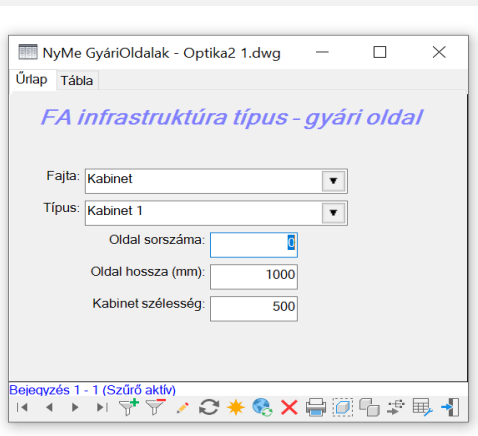 NyMe GyáriOldalak - Optika2 1.dwg
Űrlap Tábla
FA infrastruktúra típus - gyári oldal
Fajta: Kabinet
Típus: Kabinet 1
Oldal sorszáma: 0
Oldal hossza (mm): 1000
Kabinet szélesség: 500
Bejegyzés 1 - 1 (Szűrő aktív)